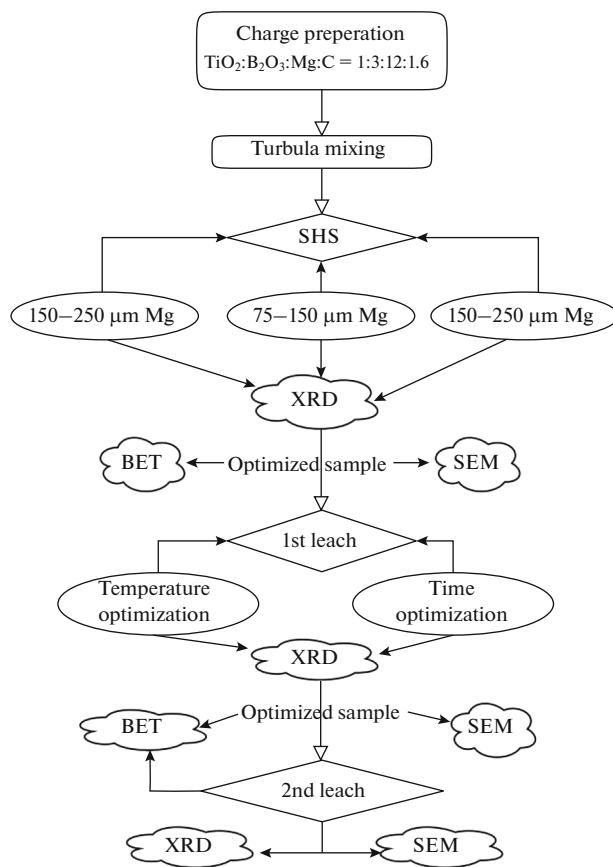 Charge preperation
TiO₂:B₂O₃:Mg:C = 1:3:12:1.6
Turbula mixing
SHS
150–250 μm Mg
75–150 μm Mg
150–250 μm Mg
XRD
BET
Optimized sample
SEM
1st leach
Temperature
optimization
Time
optimization
XRD
BET
Optimized sample
SEM
2nd leach
XRD
SEM